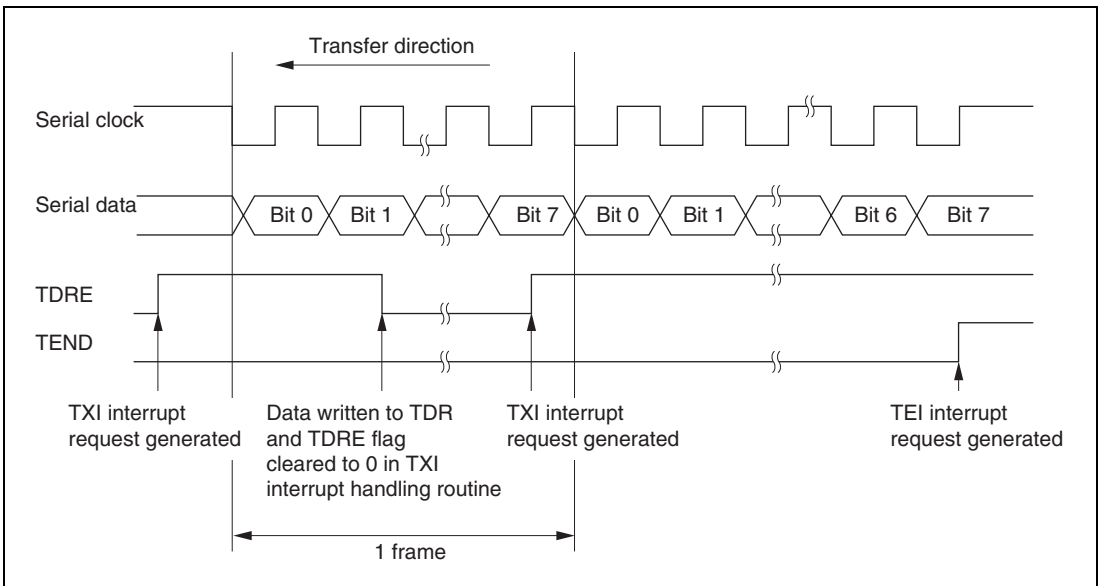 Transfer direction
Serial clock
Serial data
Bit 0
Bit 1
Bit 7
Bit 0
Bit 1
Bit 6
Bit 7
TDRE
TEND
TXI interrupt
request generated
Data written to TDR
and TDRE flag
cleared to 0 in TXI
interrupt handling routine
TXI interrupt
request generated
TEI interrupt
request generated
1 frame